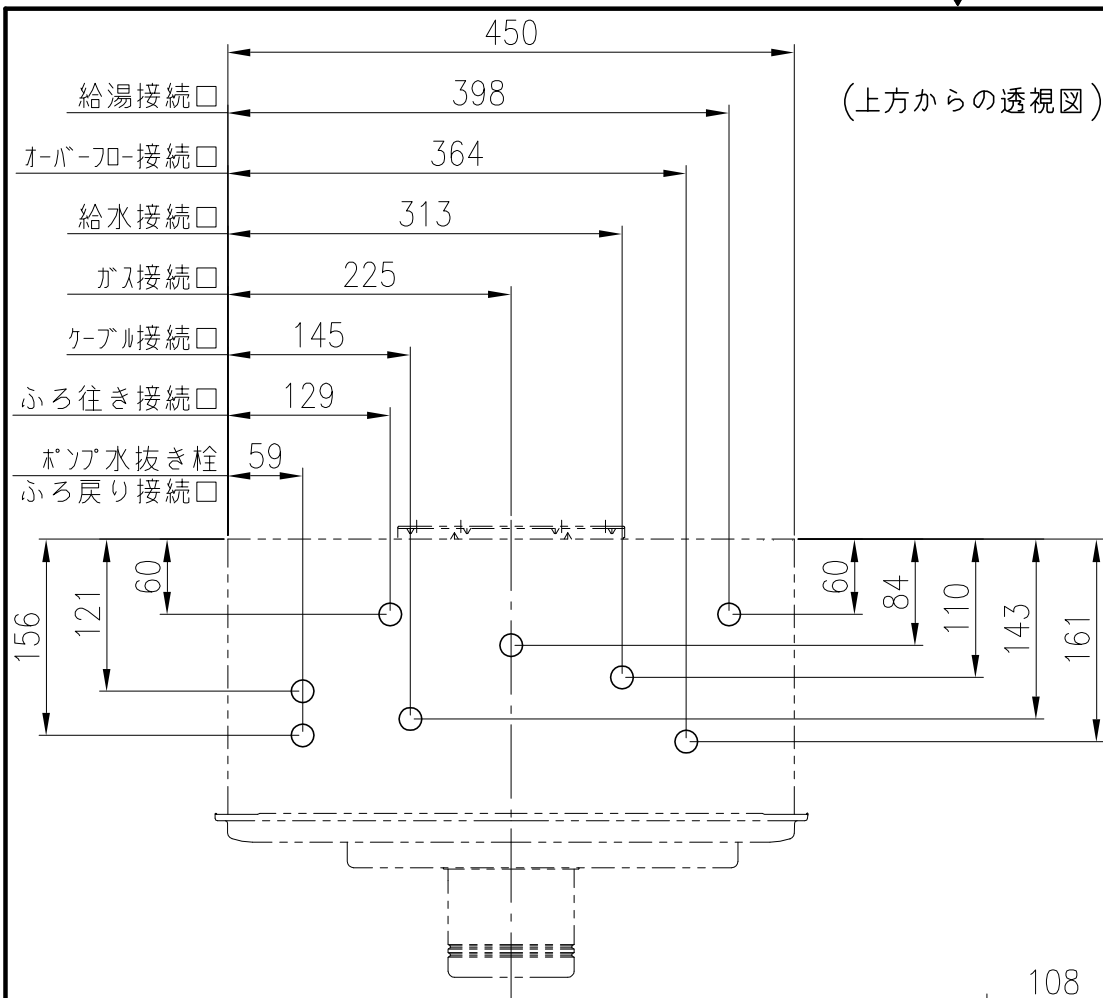 450
給湯接続口
398
(上方からの透視図)
オーバーフロー接続口
364
給水接続口
313
ガス接続口
225
ケーブル接続口
145
ふろ往き接続口
129
ポンプ水抜き栓
59
ふろ戻り接続口
156
121
60
60
84
110
143
161
108